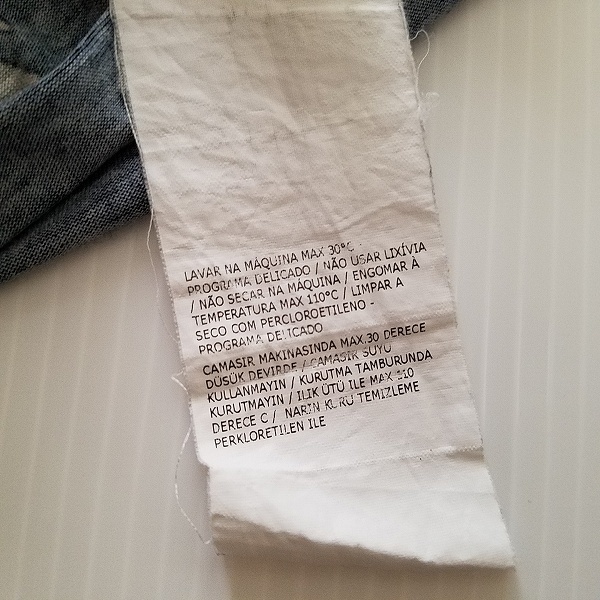 LAVAR NA MÁQUINA MAX 30°C -
PROGRAMA DELICADO / NÃO USAR LIXÍVIA
/ NÃO SECAR NA MÁQUINA / ENGOMAR À
TEMPERATURA MAX 110°C / LIMPAR A
SECO COM PERCLOROETILENO -
PROGRAMA DELICADO
CAMASIR MAKINASINDA MAX.30 DERECE
DÜSÜK DEVIRDE / CAMASIR SUYU
KULLANMAYIN / KURUTMA TAMBURUNDA
KURUTMAYIN / ILIK ÜTÜ ILE MAX 110
DERECE C / NARIN KURU TEMIZLEME
PERKLORETILEN ILE